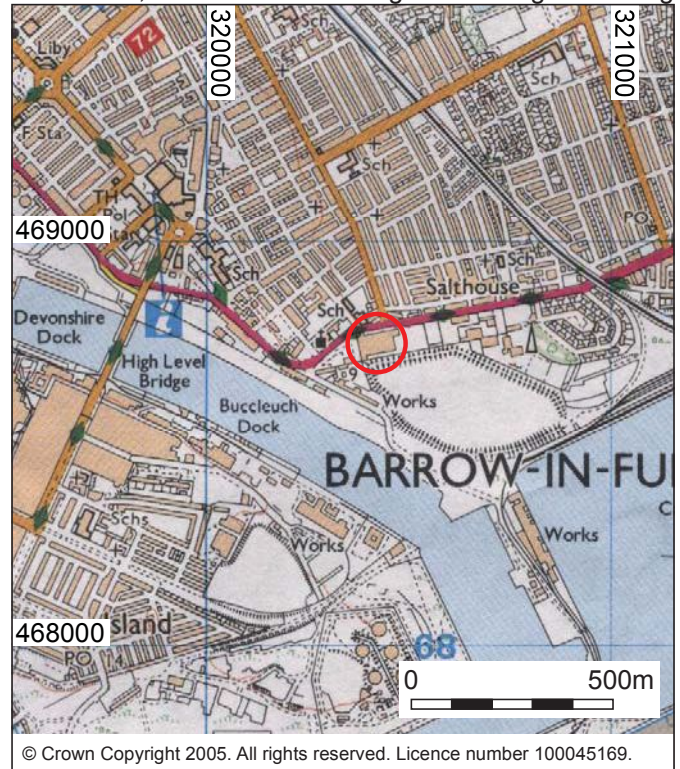 Sch
Liby
72
320000
321000
Sch
F Sta
Sch
TH
Pol
Sta
PO
469000
Sch
Sch
Salthouse
Sch
Devonshire
Dock
i
High Level
Bridge
9
Works
Buccleuch
Dock
BARROW-IN-FU
C
Schs
Works
Works
468000
sland
68
PO
4
0 500m
© Crown Copyright 2005. All rights reserved. Licence number 100045169.